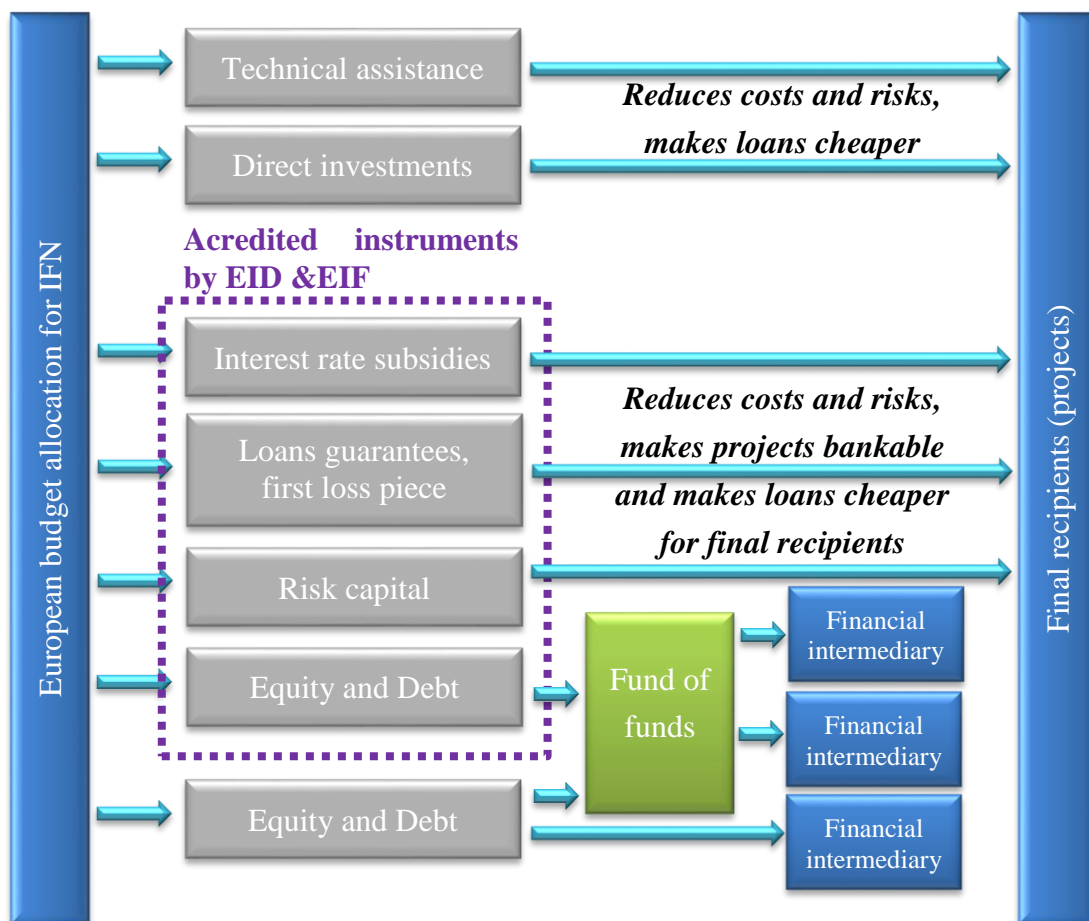 European budget allocation for IFN
Technical assistance
Reduces costs and risks,
makes loans cheaper
Direct investments
Acredited instruments
by EID &EIF
Interest rate subsidies
Loans guarantees,
first loss piece
Reduces costs and risks,
makes projects bankable
and makes loans cheaper
for final recipients
Risk capital
Equity and Debt
Fund of
funds
Financial
intermediary
Financial
intermediary
Equity and Debt
Financial
intermediary
Final recipients (projects)